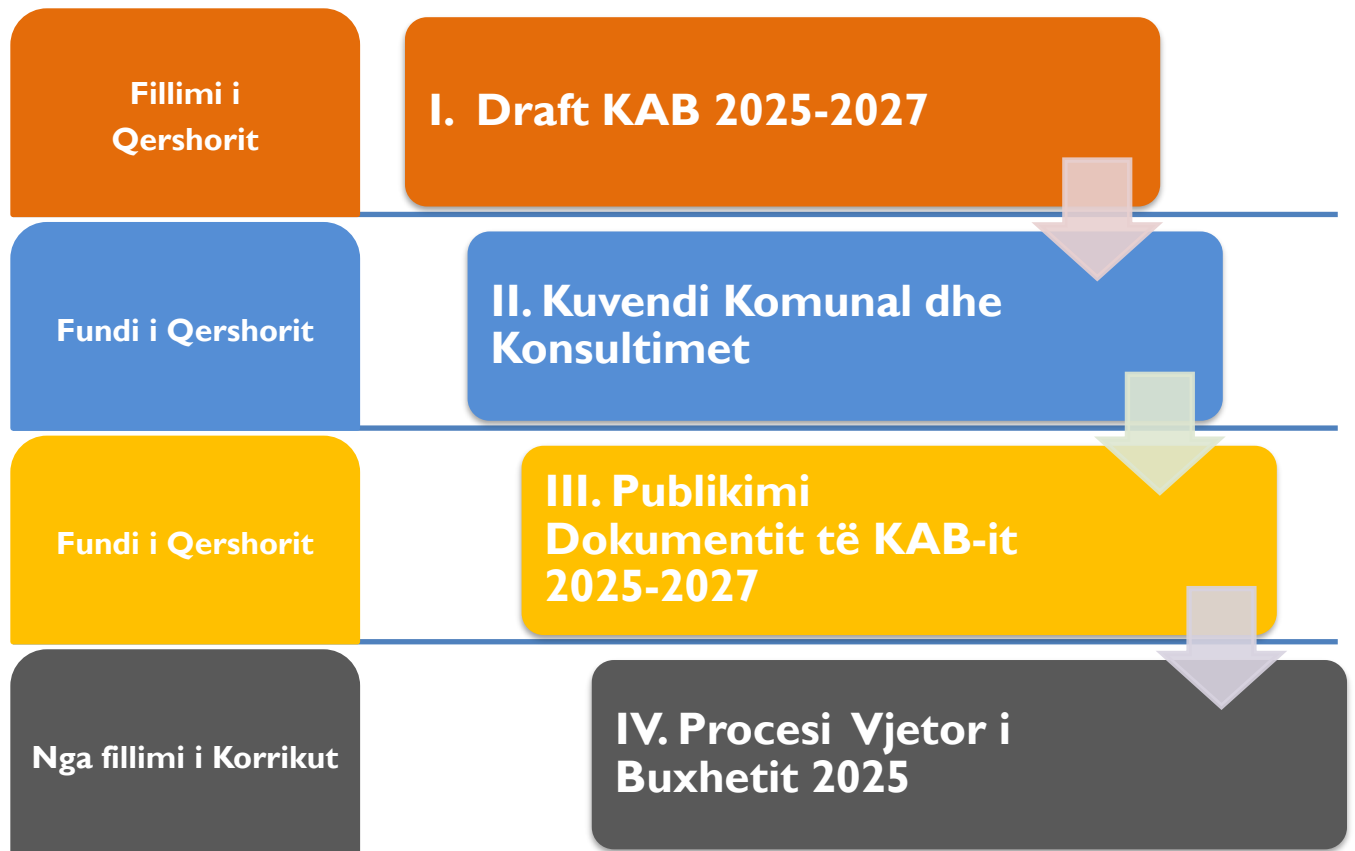 Fillimi i
Qershorit
I. Draft KAB 2025-2027
Fundi i Qershorit
II. Kuvendi Komunal dhe
Konsultimet
Fundi i Qershorit
III. Publikimi
Dokumentit të KAB-it
2025-2027
Nga fillimi i Korrikut
IV. Procesi Vjetor i
Buxhetit 2025